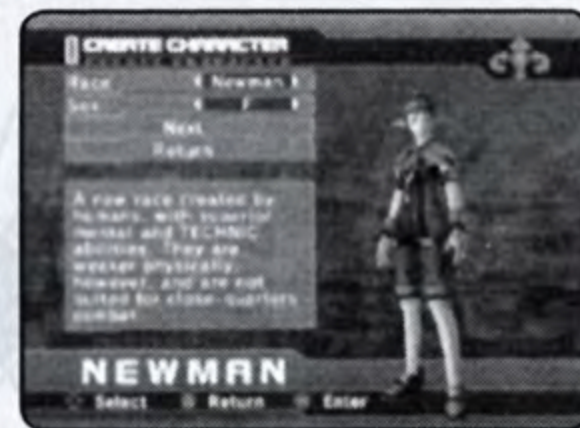 CREATE CHARACTER
Race Newman
Sex F
Next
Return
A new race created by
humans, with superior
mental and TECHNIC
abilities. They are
weaker physically,
however, and are not
suited for close-quarters
combat.
NEWMAN
Select Return Enter